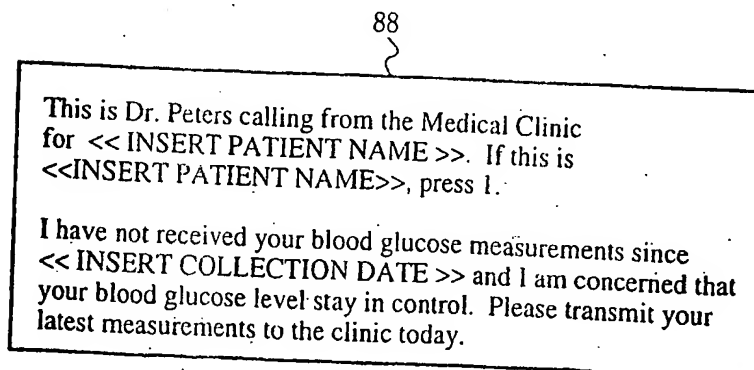 88
This is Dr. Peters calling from the Medical Clinic
for << INSERT PATIENT NAME >>. If this is
<<INSERT PATIENT NAME>>, press 1.
I have not received your blood glucose measurements since
<< INSERT COLLECTION DATE >> and I am concerned that
your blood glucose level stay in control. Please transmit your
latest measurements to the clinic today.